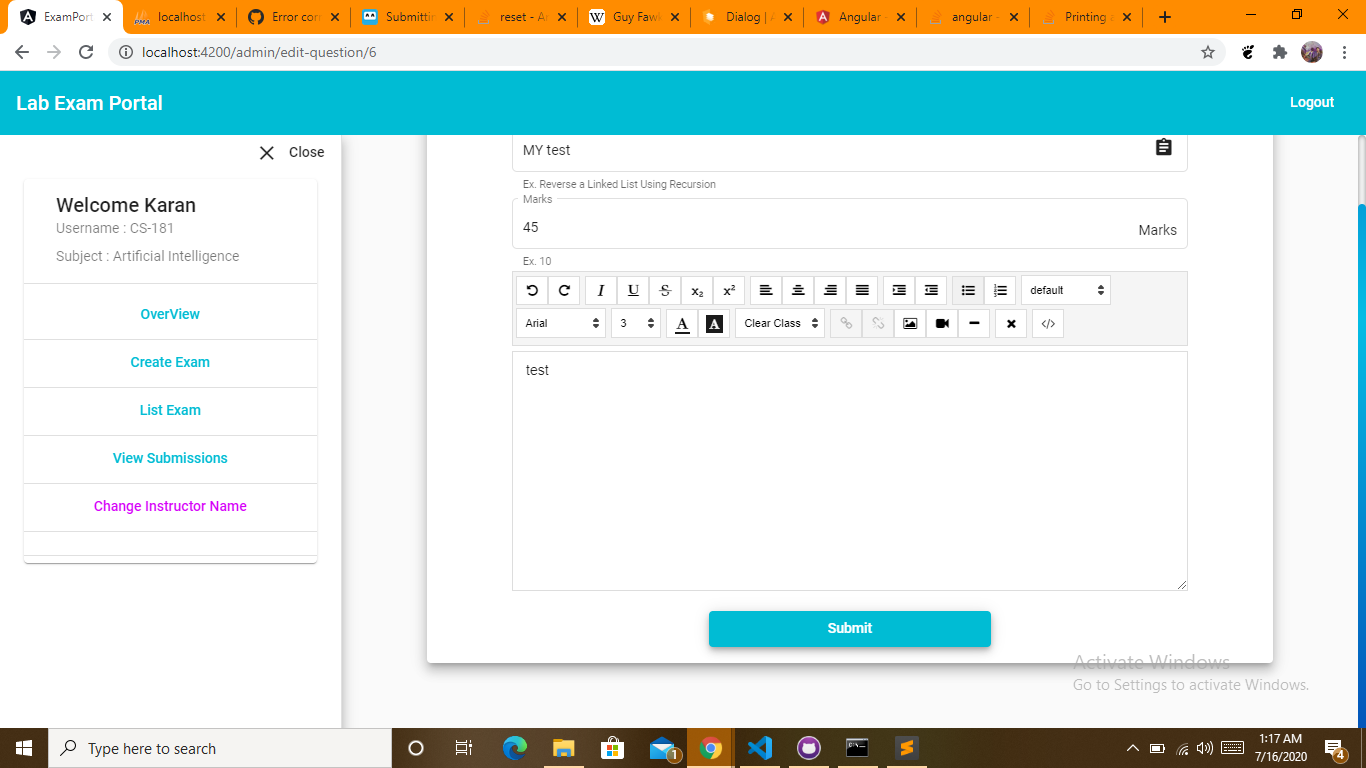 ExamPort
localhost
Error con
Submittin
reset - An
Guy Fawk
Dialog | A
Angular -
angular -
Printing a
localhost:4200/admin/edit-question/6
Lab Exam Portal
Logout
Close
Welcome Karan
Username : CS-181
Subject : Artificial Intelligence
OverView
Create Exam
List Exam
View Submissions
Change Instructor Name
MY test
Ex. Reverse a Linked List Using Recursion
Marks
45
Marks
Ex. 10
default
Arial
3
Clear Class
test
Submit
Activate Windows
Go to Settings to activate Windows.
Type here to search
1
1:17 AM
7/16/2020
4